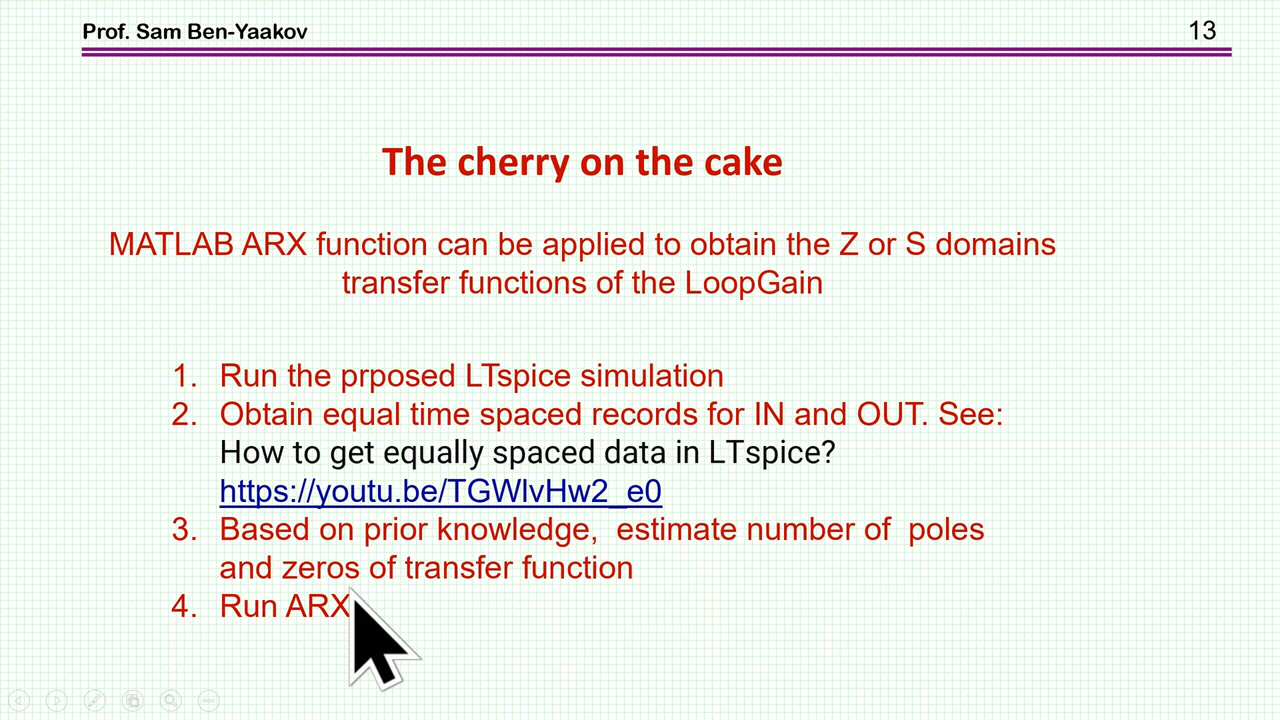 Prof. Sam Ben-Yaakov
13
The cherry on the cake
MATLAB ARX function can be applied to obtain the Z or S domains
transfer functions of the LoopGain
1. Run the prposed LTspice simulation
2. Obtain equal time spaced records for IN and OUT. See:
How to get equally spaced data in LTspice?
https://youtu.be/TGWlvHw2_e0
3. Based on prior knowledge, estimate number of poles
and zeros of transfer function
4. Run ARX